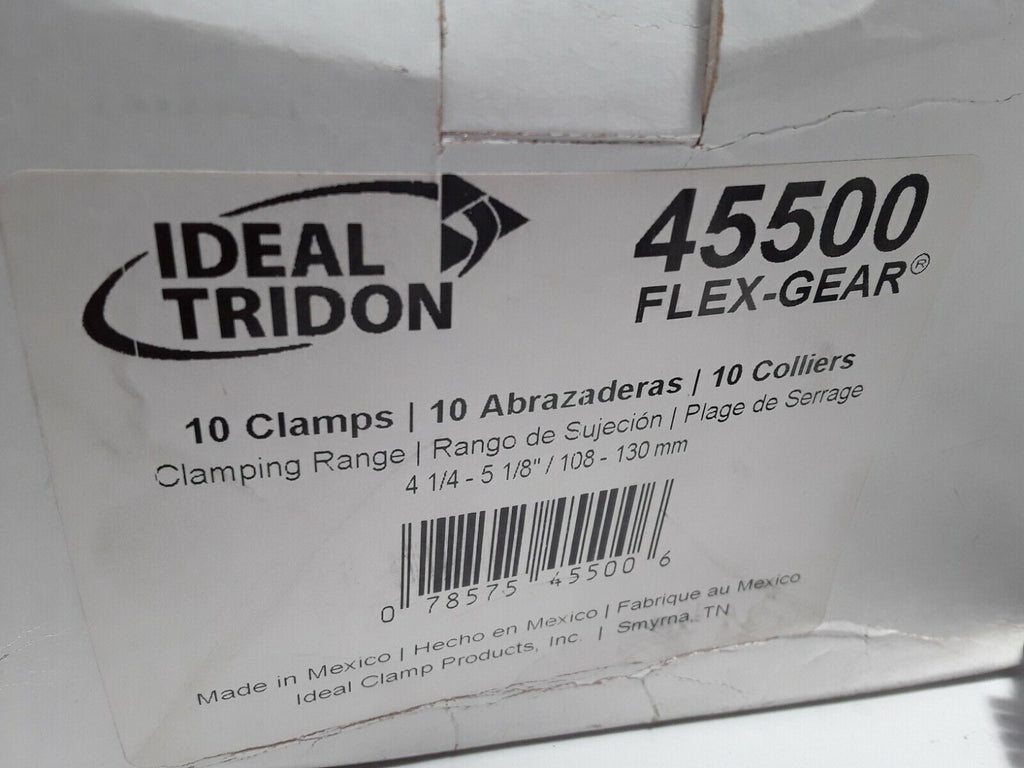 IDEAL
TRIDON
45500
FLEX-GEAR®
10 Clamps | 10 Abrazaderas | 10 Colliers
Clamping Range | Rango de Sujeción | Plage de Serrage
4 1/4 - 5 1/8" / 108 - 130 mm
0 78575 45500 6
Made in Mexico | Hecho en Mexico | Fabrique au Mexico
Ideal Clamp Products, Inc. | Smyrna, TN